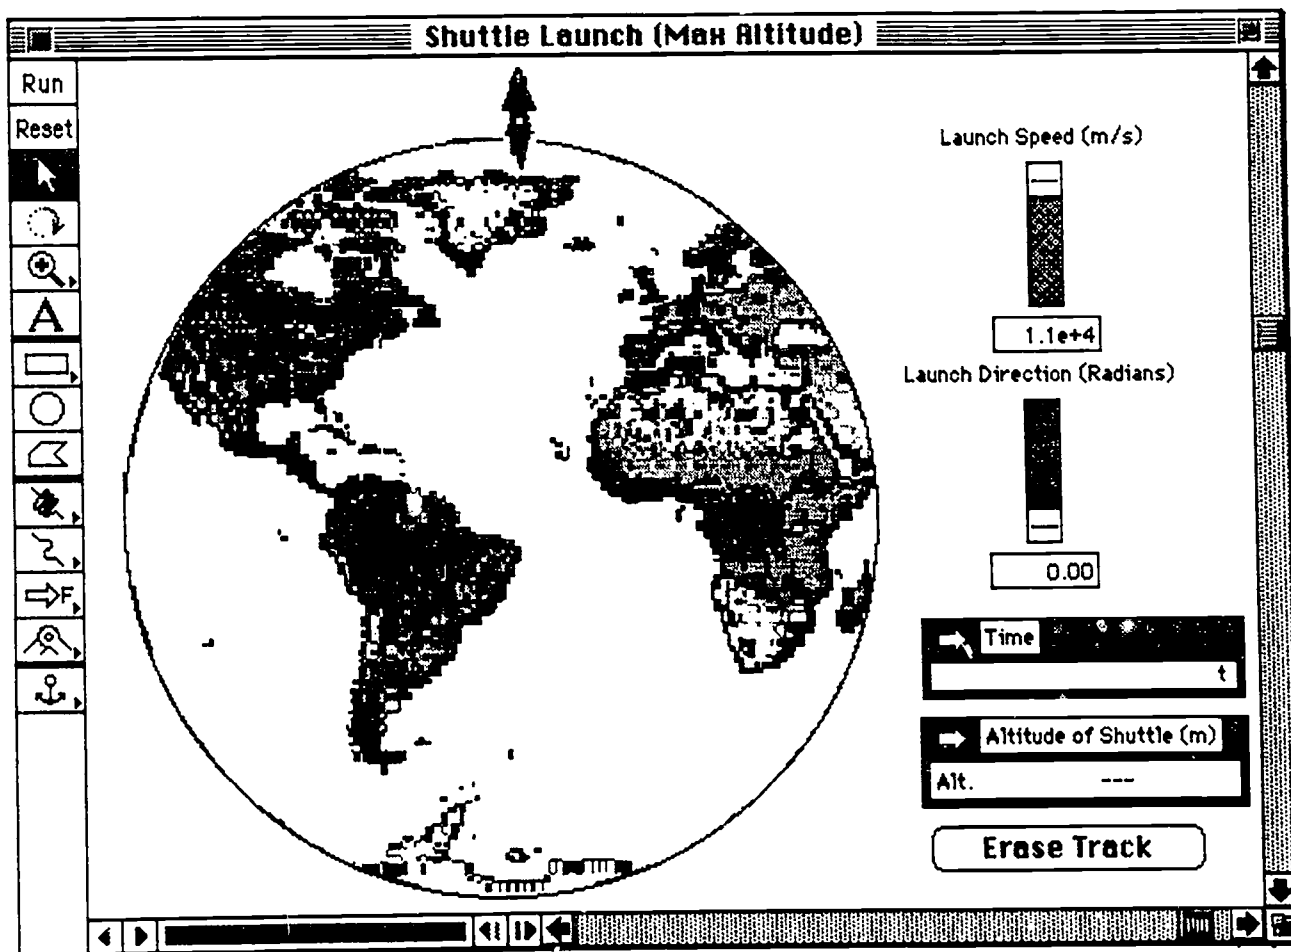 Shuttle Launch (Max Altitude)
Run
Reset
A
F
Launch Speed (m/s)
1.1e+4
Launch Direction (Radians)
0.00
Time
t
Altitude of Shuttle (m)
Alt. ---
Erase Track